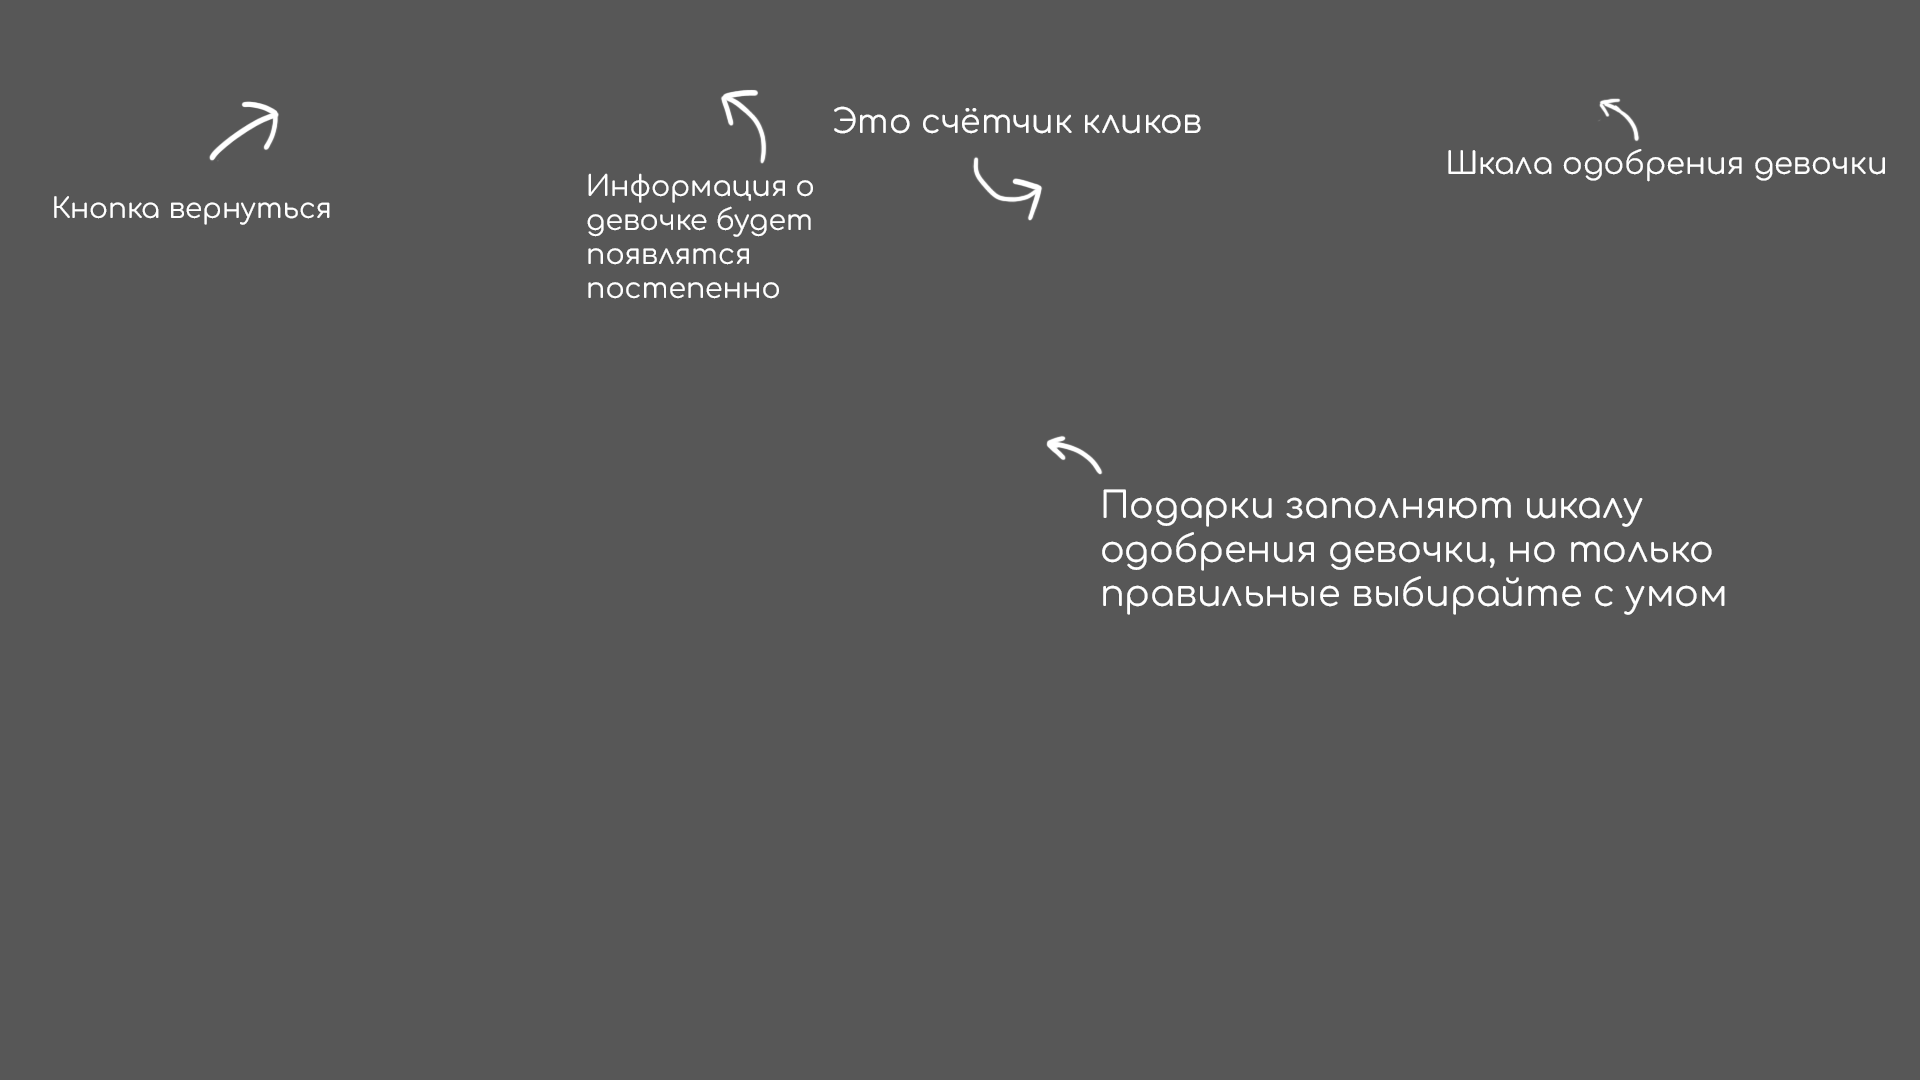 Кнопка вернуться
Информация о
девочке будет
появлятся
постепенно
Это счётчик кликов
Шкала одобрения девочки
Подарки заполняют шкалу
одобрения девочки, но только
правильные выбирайте с умом